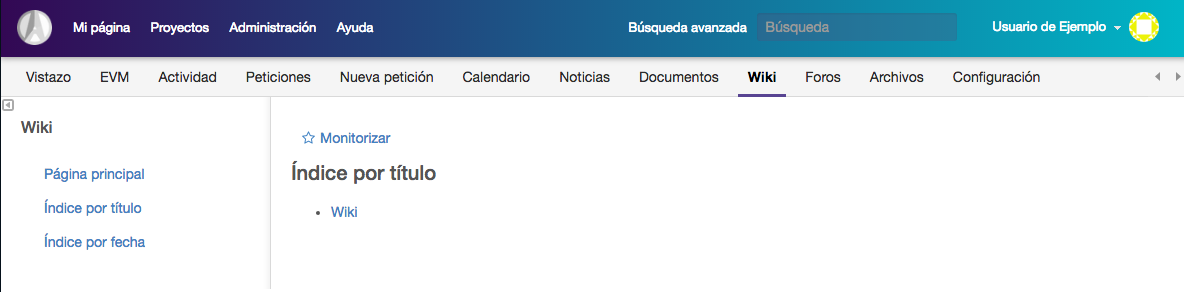 Mi página Proyectos Administración Ayuda Búsqueda avanzada Búsqueda Usuario de Ejemplo
Vistazo EVM Actividad Peticiones Nueva petición Calendario Noticias Documentos Wiki Foros Archivos Configuración
Wiki
Página principal
Índice por título
Índice por fecha
Monitorizar
Índice por título
Wiki